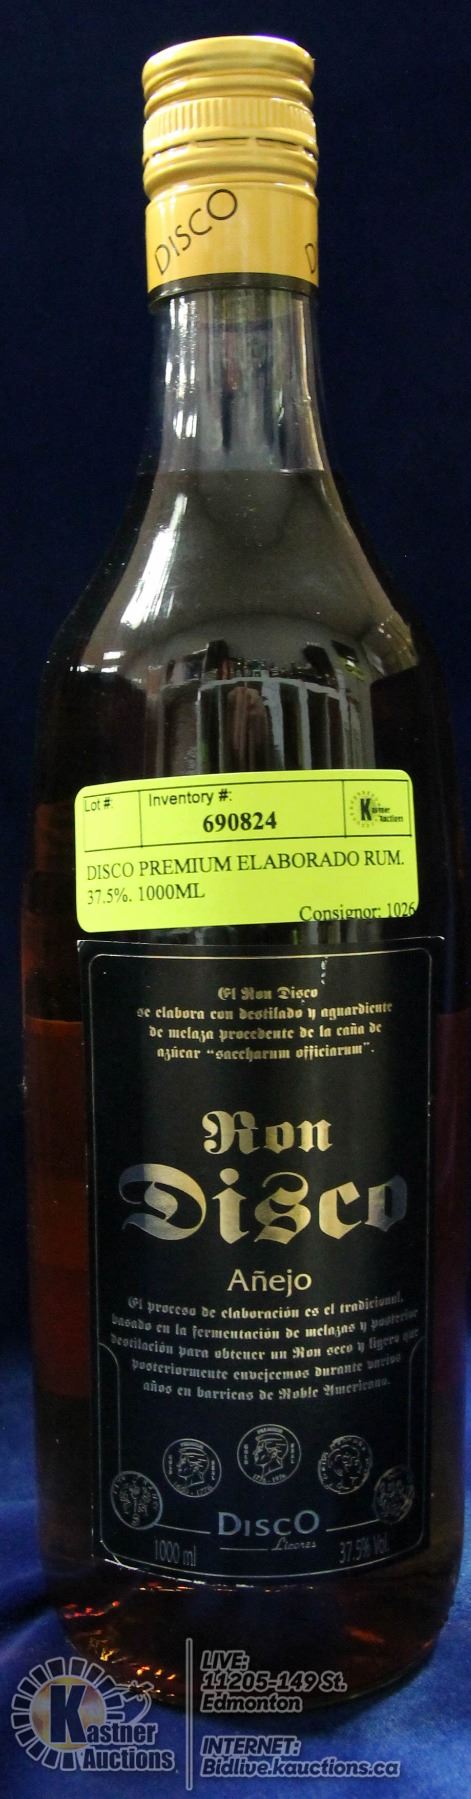 DISCO
D
Lot #:
Inventory #:
690824
Kastner
Auctions
DISCO PREMIUM ELABORADO RUM.
37.5%. 1000ML
Consignor: 1026
El Ron Disco
se elabora con destilado y aguardiente
de melaza procedente de la caña de
azúcar "saccharum officiarum".
Ron
Disco
Añejo
El proceso de elaboración es el tradicional,
basado en la fermentación de melazas y posterior
destilación para obtener un Ron seco y ligero que
posteriormente envejecemos durante varios
años en barricas de Roble Americano.
DISCO
Licores
1000 ml
37.5% Vol.
Kastner
Auctions
LIVE:
11205-149 St.
Edmonton
INTERNET:
Bidlive.kauctions.ca